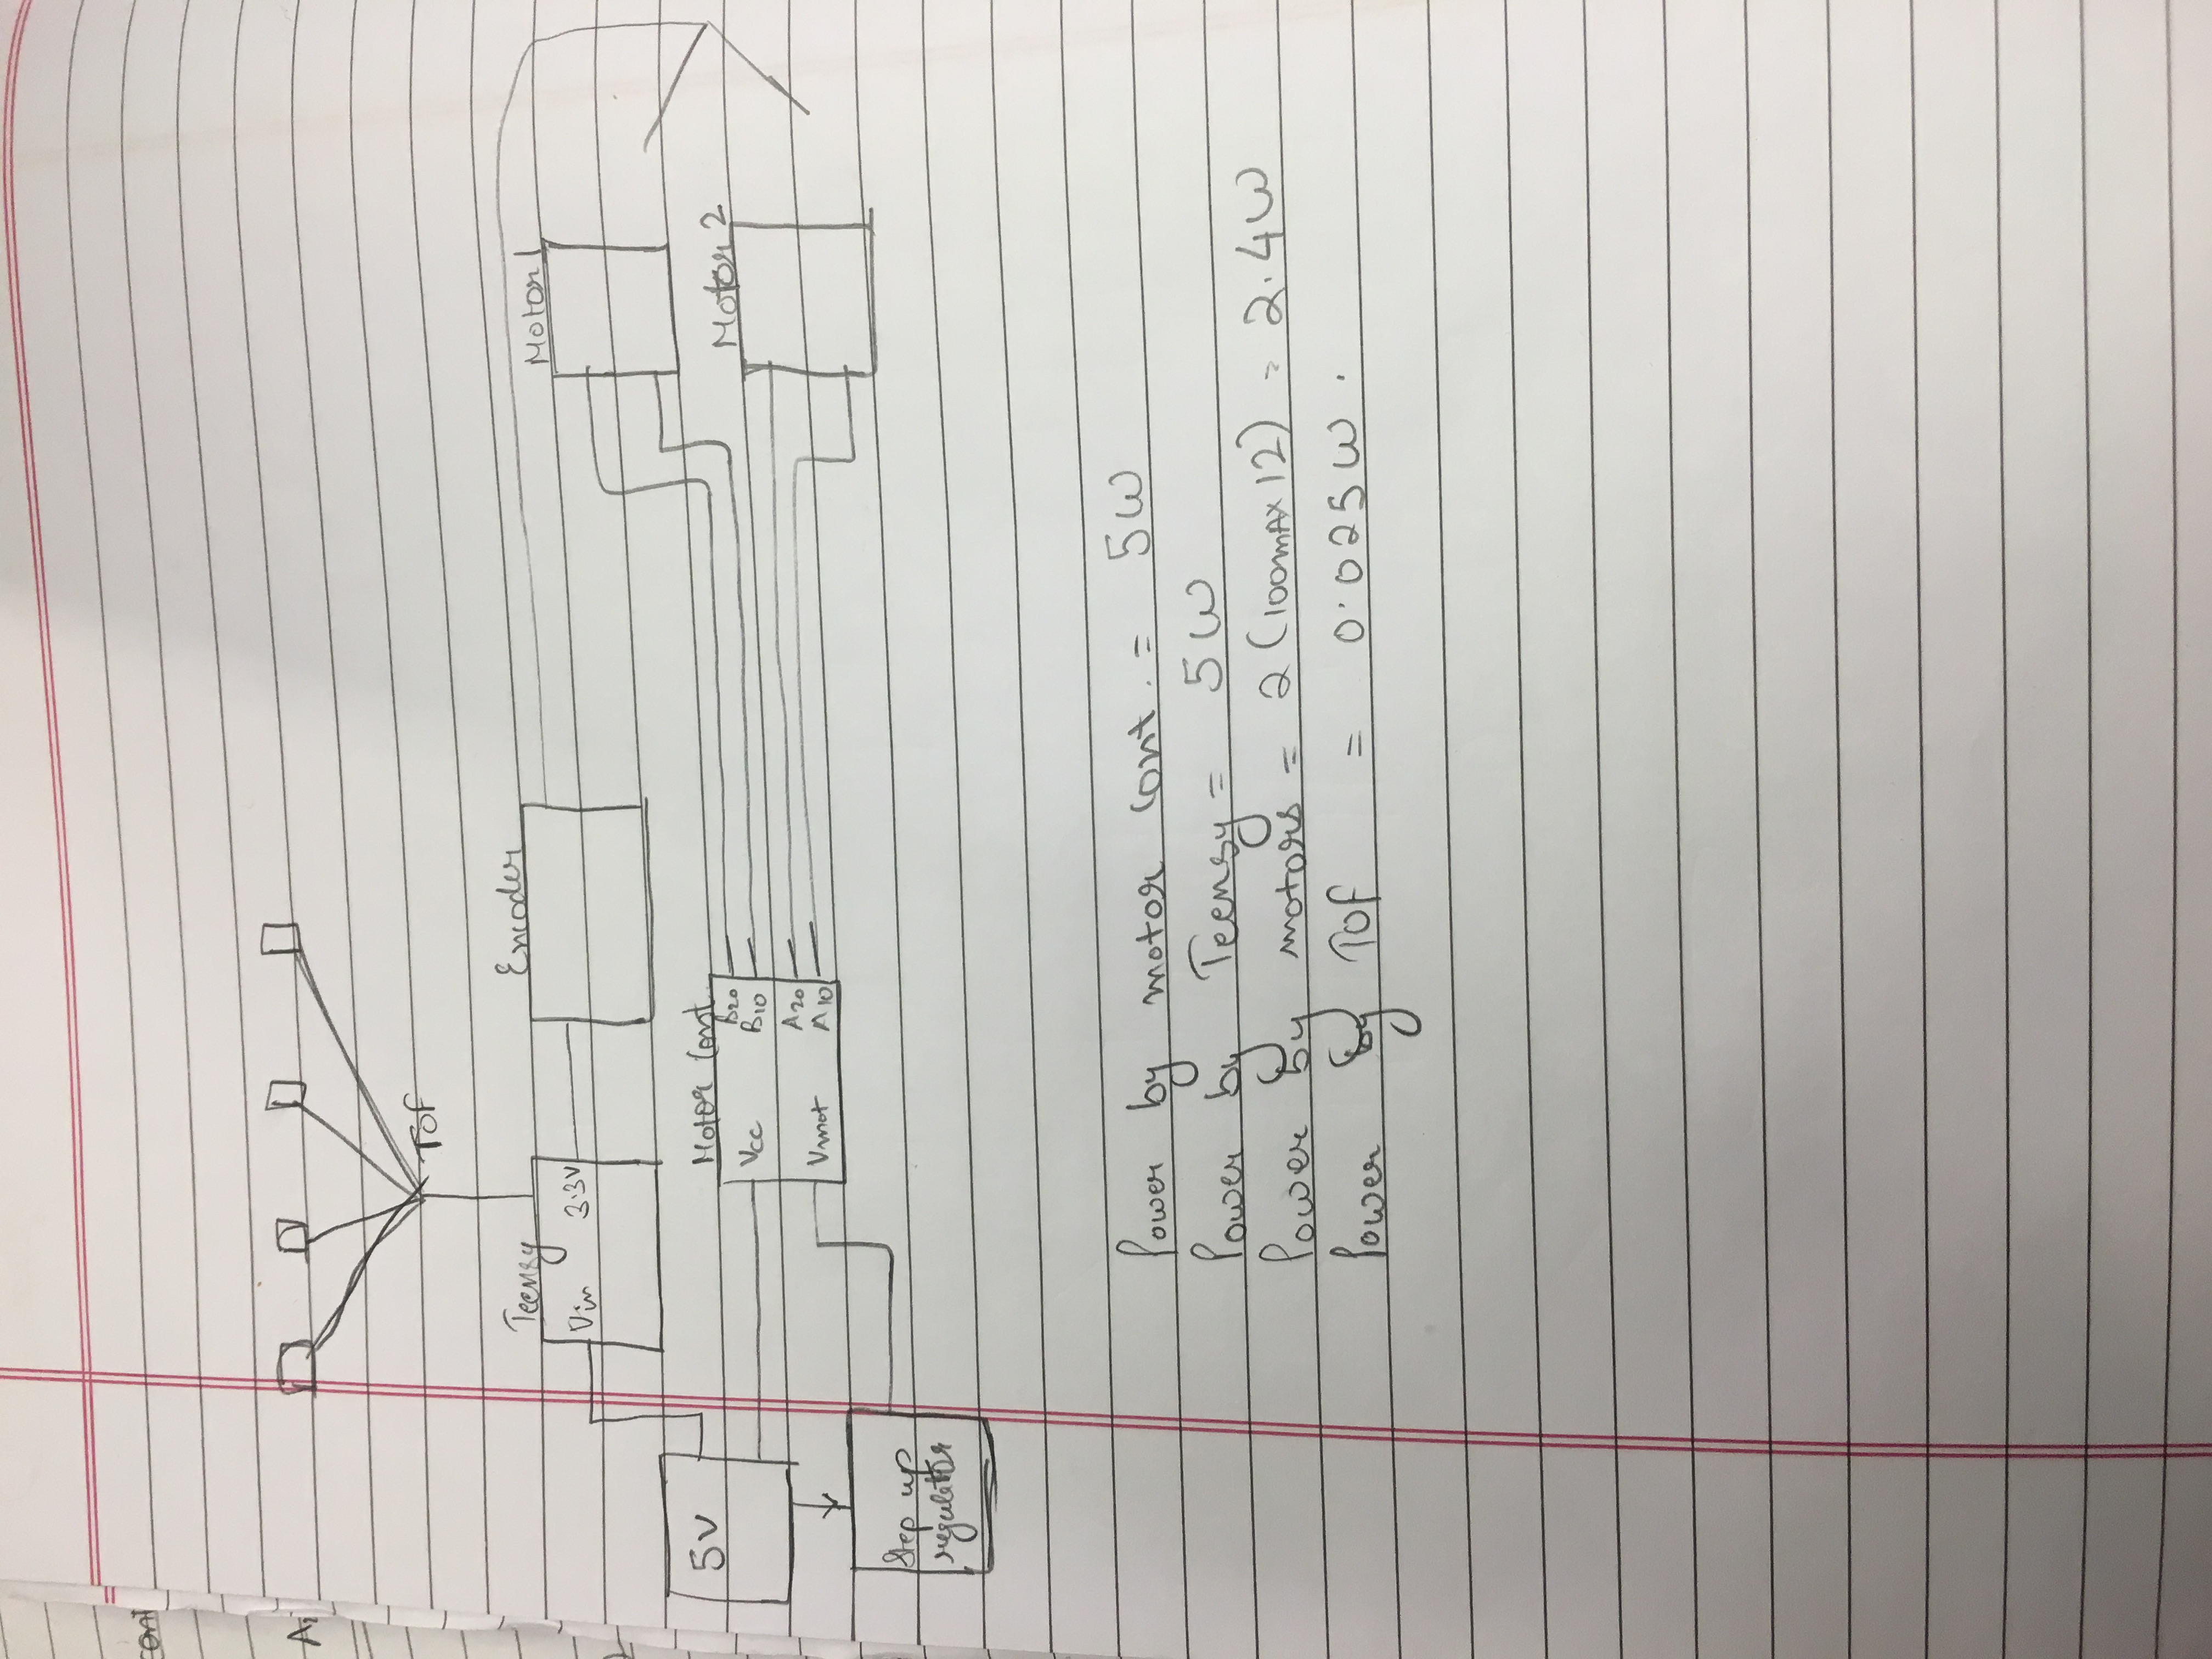 cont
A1
TOF
Teensy
Encoder
Motor 1
Vin 3.3V
5V
Motor Cont.
Motor 2
B20
Vcc B10
A20
Vmot A10
Step up
regulator
Power by motor cont. = 5W
Power by Teensy = 5W
Power by motors = 2 (100mA×12) = 2.4W
Power by TOF = 0.025W.